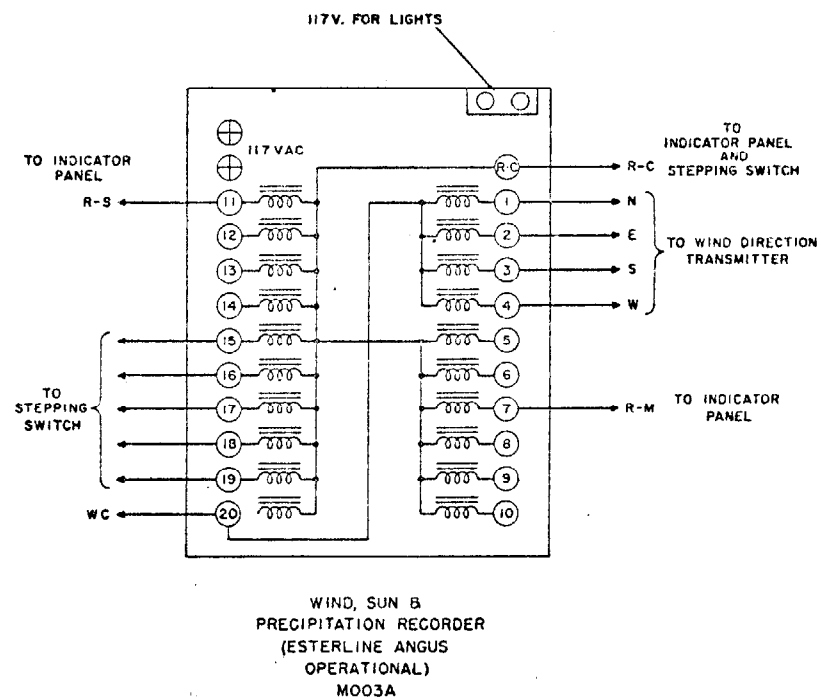 117V. FOR LIGHTS
117 VAC
TO INDICATOR
PANEL
R-S
R-C
R-C
TO
INDICATOR PANEL
AND
STEPPING SWITCH
11
12
13
14
15
16
17
18
19
20
1
2
3
4
5
6
7
8
9
10
N
E
S
W
TO WIND DIRECTION
TRANSMITTER
TO
STEPPING
SWITCH
WC
R-M
TO INDICATOR
PANEL
WIND, SUN &
PRECIPITATION RECORDER
(ESTERLINE ANGUS
OPERATIONAL)
M003A